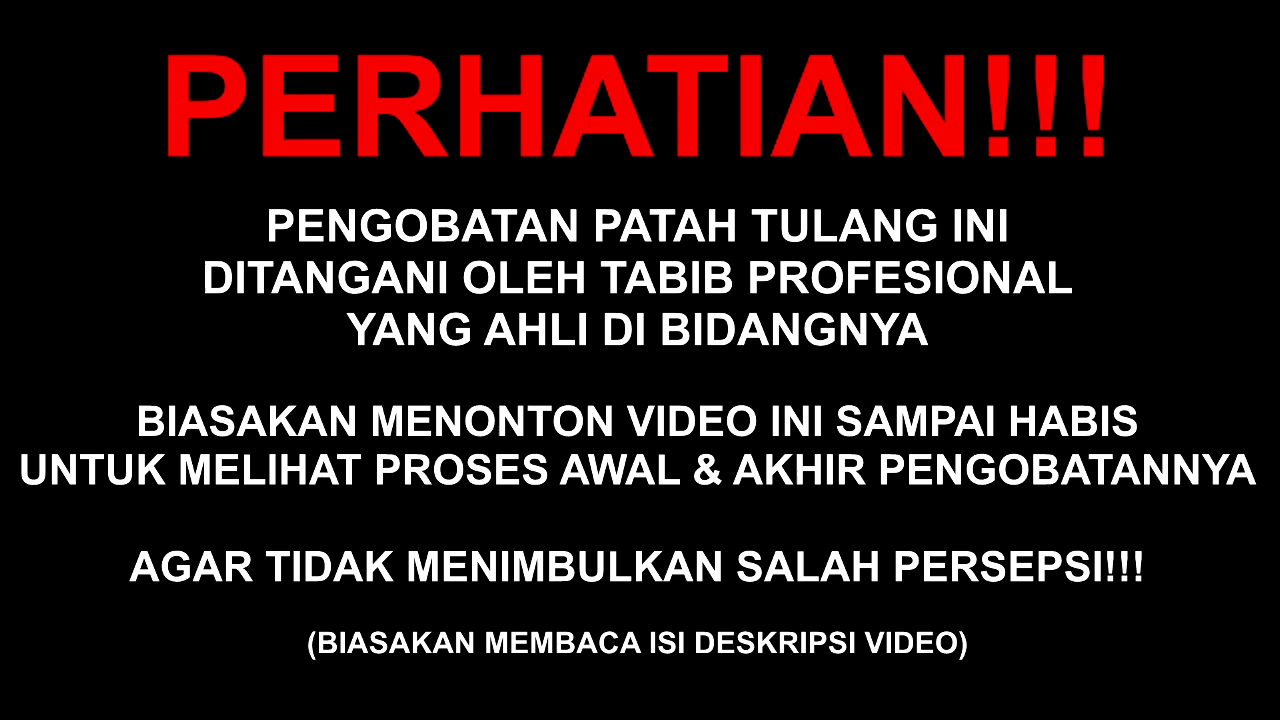 PERHATIAN!!!
PENGOBATAN PATAH TULANG INI
DITANGANI OLEH TABIB PROFESIONAL
YANG AHLI DI BIDANGNYA
BIASAKAN MENONTON VIDEO INI SAMPAI HABIS
UNTUK MELIHAT PROSES AWAL & AKHIR PENGOBATANNYA
AGAR TIDAK MENIMBULKAN SALAH PERSEPSI!!!
(BIASAKAN MEMBACA ISI DESKRIPSI VIDEO)